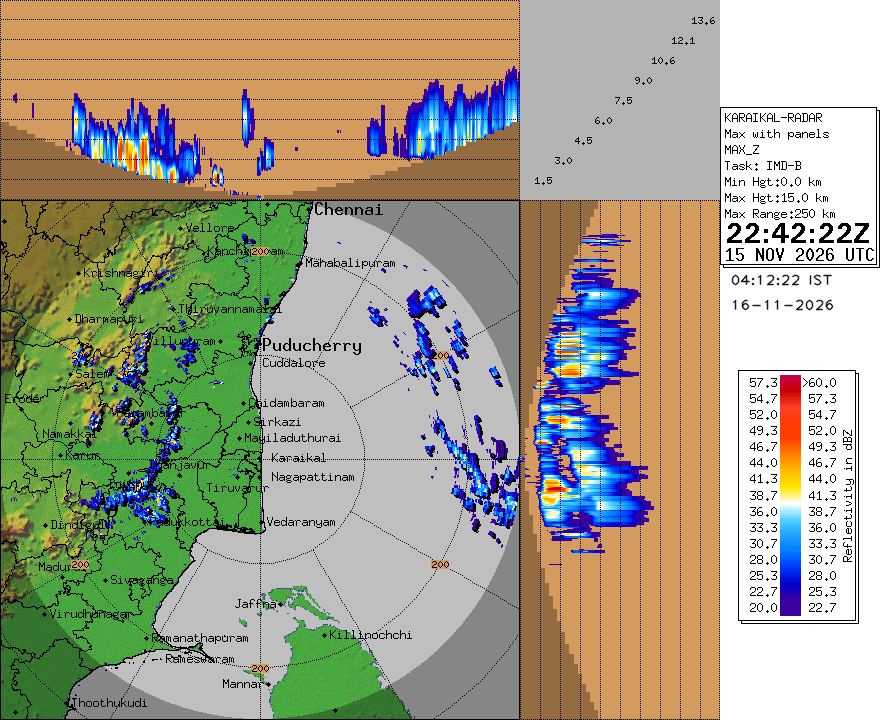 13.6
12.1
10.6
9.0
7.5
6.0
4.5
3.0
1.5
KARAIKAL-RADAR
Max with panels
MAX_Z
Task: IMD-B
Min Hgt:0.0 km
Max Hgt:15.0 km
Max Range:250 km
22:42:22Z
15 NOV 2026 UTC
04:12:22 IST
16-11-2026
57.3 >60.0
54.7 57.3
52.0 54.7
49.3 52.0
46.7 49.3
44.0 46.7
41.3 44.0
38.7 41.3
36.0 38.7
33.3 36.0
30.7 33.3
28.0 30.7
25.3 28.0
22.7 25.3
20.0 22.7
Reflectivity in dBZ
Chennai
Vellore
200
Mahabalipuram
Krishnagiri
Thiruvannamalai
Dharmapuri
Puducherry
200
Cuddalore
Salem
Erode
Chidambaram
Sirkazi
Namakkal
Mayiladuthurai
Karur
Karaikal
Nagapattinam
Tiruvarur
Vedaranyam
200
200
Sivaganga
Jaffna
Virudhunagar
Killinochchi
Ramanathapuram
Rameswaram
200
Mannar
Thoothukudi